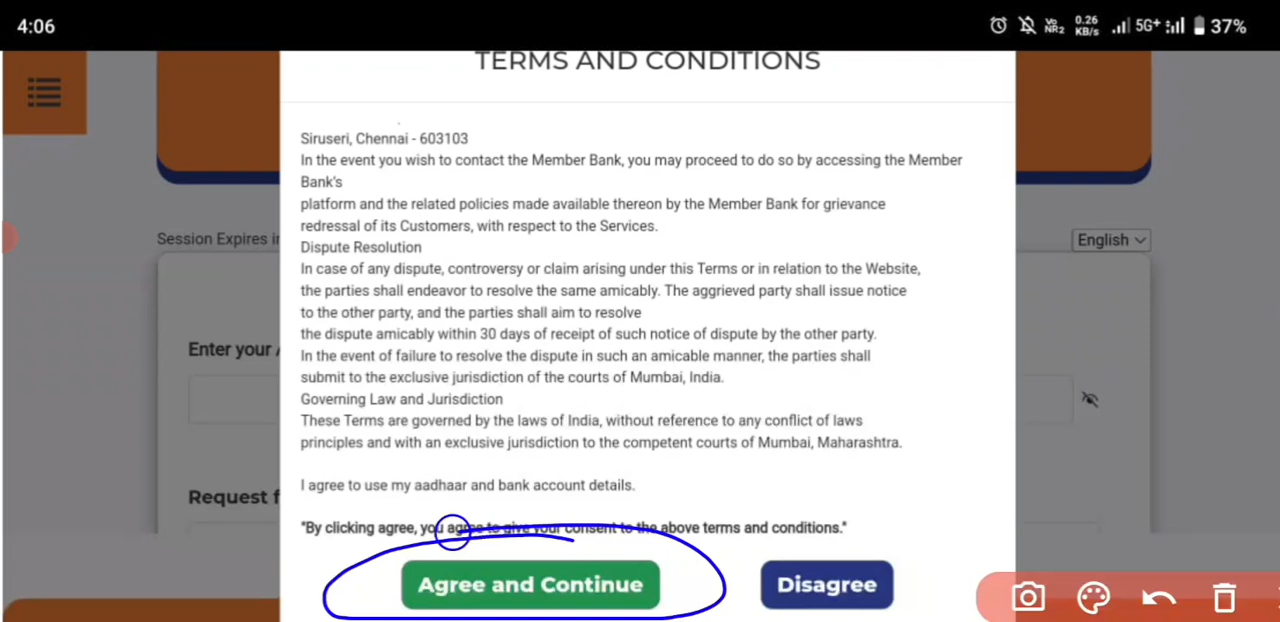 4:06
Vo
NR2
0.26
KB/s
5G+
37%
TERMS AND CONDITIONS
Siruseri, Chennai - 603103
In the event you wish to contact the Member Bank, you may proceed to do so by accessing the Member
Bank's
platform and the related policies made available thereon by the Member Bank for grievance
redressal of its Customers, with respect to the Services.
Session Expires in
English
Dispute Resolution
In case of any dispute, controversy or claim arising under this Terms or in relation to the Website,
the parties shall endeavor to resolve the same amicably. The aggrieved party shall issue notice
to the other party, and the parties shall aim to resolve
the dispute amicably within 30 days of receipt of such notice of dispute by the other party.
Enter your
In the event of failure to resolve the dispute in such an amicable manner, the parties shall
submit to the exclusive jurisdiction of the courts of Mumbai, India.
Governing Law and Jurisdiction
These Terms are governed by the laws of India, without reference to any conflict of laws
principles and with an exclusive jurisdiction to the competent courts of Mumbai, Maharashtra.
I agree to use my aadhaar and bank account details.
Request f
"By clicking agree, you agree to give your consent to the above terms and conditions."
Agree and Continue
Disagree